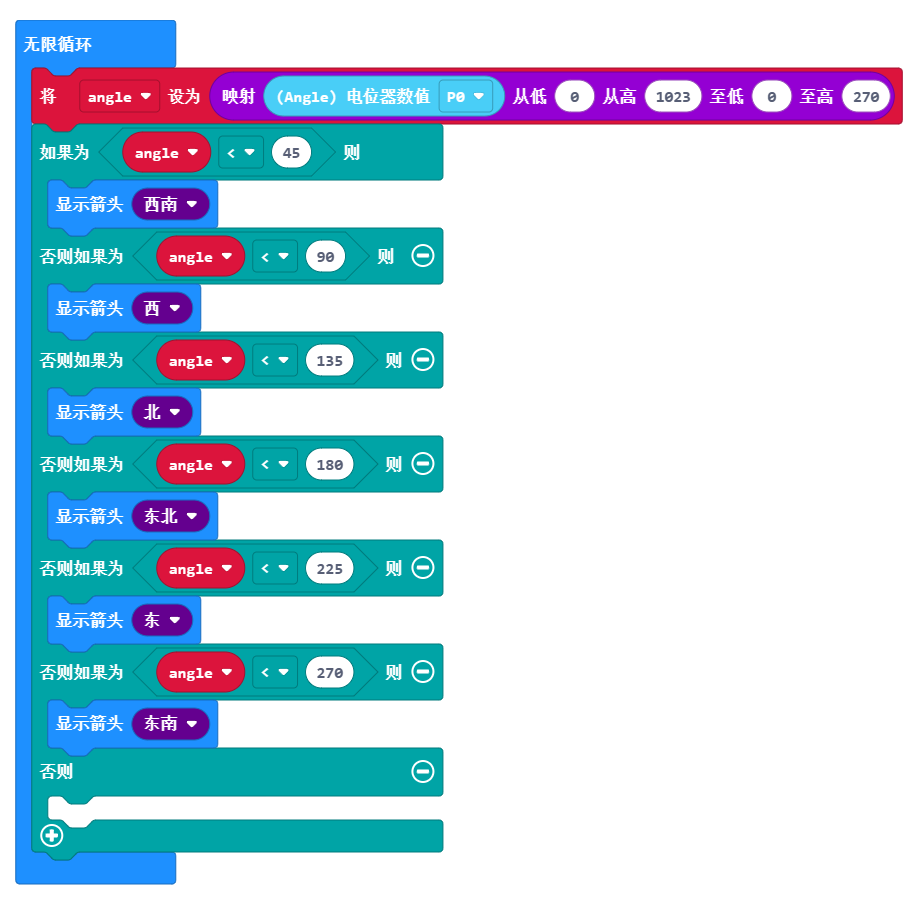 无限循环
将 angle 设为 映射 (Angle) 电位器数值 P0 从低 0 从高 1023 至低 0 至高 270
如果为 angle < 45 则
显示箭头 西南
否则如果为 angle < 90 则
显示箭头 西
否则如果为 angle < 135 则
显示箭头 北
否则如果为 angle < 180 则
显示箭头 东北
否则如果为 angle < 225 则
显示箭头 东
否则如果为 angle < 270 则
显示箭头 东南
否则